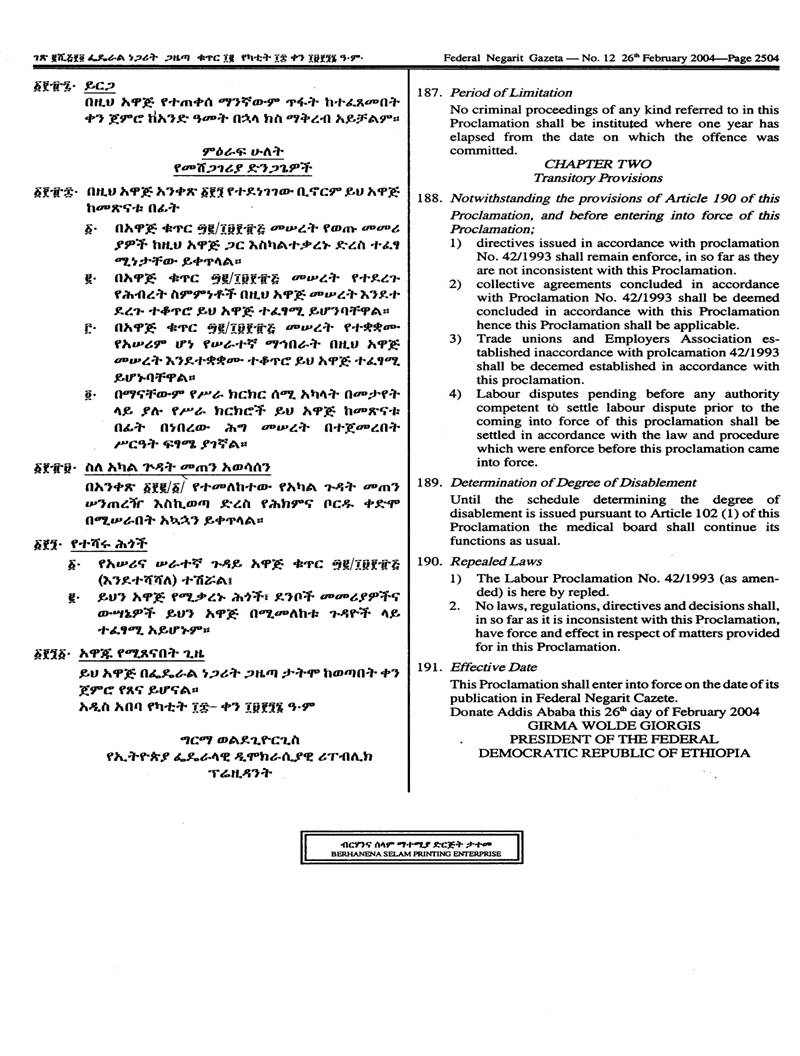 ገጽ ፪ሺ፭፻፬ ፌዴራል ነጋሪት ጋዜጣ ቁጥር ፲፪ የካቲት ፲፰ ቀን ፲፱፻፺፮ ዓ·ም·
Federal Negarit Gazeta — No. 12 26th February 2004—Page 2504
፩፻፹፯· ይርጋ
በዚህ አዋጅ የተጠቀሰ ማንኛውም ጥፋት ከተፈጸመበት
ቀን ጀምሮ ከአንድ ዓመት በኋላ ክስ ማቅረብ አይቻልም።
ምዕራፍ ሁለት
የመሸጋገሪያ ድንጋጌዎች
፩፻፹፰· በዚህ አዋጅ አንቀጽ ፩፻፺ የተደነገገው ቢኖርም ይህ አዋጅ
ከመጽናቱ በፊት
፩· በአዋጅ ቁጥር ፵፪/፲፱፻፹፭ መሠረት የወጡ መመሪ
ያዎች ከዚህ አዋጅ ጋር እስካልተቃረኑ ድረስ ተፈፃ
ሚነታቸው ይቀጥላል።
፪· በአዋጅ ቁጥር ፵፪/፲፱፻፹፭ መሠረት የተደረጉ
የሕብረት ስምምነቶች በዚህ አዋጅ መሠረት እንደተ
ደረጉ ተቆጥሮ ይህ አዋጅ ተፈፃሚ ይሆንባቸዋል።
፫· በአዋጅ ቁጥር ፵፪/፲፱፻፹፭ መሠረት የተቋቋሙ
የአሠሪም ሆነ የሠራተኛ ማኅበራት በዚህ አዋጅ
መሠረት እንደተቋቋሙ ተቆጥሮ ይህ አዋጅ ተፈፃሚ
ይሆኑባቸዋል።
፬· በማናቸውም የሥራ ክርክር ሰሚ አካላት በመታየት
ላይ ያሉ የሥራ ክርክሮች ይህ አዋጅ ከመጽናቱ
በፊት በነበረው ሕግ መሠረት በተጀመረበት
ሥርዓት ፍፃሜ ያገኛል።
፩፻፹፱· ስለ አካል ጉዳት መጠን አወሳሰን
በአንቀጽ ፩፻፪/፩/ የተመለከተው የአካል ጉዳት መጠን
ሠንጠረዥ እስኪወጣ ድረስ የሕክምና ቦርዱ ቀድሞ
በሚሠራበት አኳኋን ይቀጥላል።
፩፻፺· የተሻሩ ሕጎች
፩· የአሠሪና ሠራተኛ ጉዳይ አዋጅ ቁጥር ፵፪/፲፱፻፹፭
(እንደተሻሻለ) ተሽሯል፤
፪· ይህን አዋጅ የሚቃረኑ ሕጎች፣ ደንቦች መመሪያዎችና
ውሣኔዎች ይህን አዋጅ በሚመለከቱ ጉዳዮች ላይ
ተፈፃሚ አይሆኑም።
፩፻፺፩· አዋጁ የሚጸናበት ጊዜ
ይህ አዋጅ በፌዴራል ነጋሪት ጋዜጣ ታትሞ ከወጣበት ቀን
ጀምሮ የጸና ይሆናል።
አዲስ አበባ የካቲት ፲፰– ቀን ፲፱፻፺፮ ዓ·ም
ግርማ ወልደጊዮርጊስ
የኢትዮጵያ ፌዴራላዊ ዲሞክራሲያዊ ሪፐብሊክ
ፕሬዚዳንት
187. Period of Limitation
No criminal proceedings of any kind referred to in this
Proclamation shall be instituted where one year has
elapsed from the date on which the offence was
committed.
CHAPTER TWO
Transitory Provisions
188. Notwithstanding the provisions of Article 190 of this
Proclamation, and before entering into force of this
Proclamation;
1) directives issued in accordance with proclamation
No. 42/1993 shall remain enforce, in so far as they
are not inconsistent with this Proclamation.
2) collective agreements concluded in accordance
with Proclamation No. 42/1993 shall be deemed
concluded in accordance with this Proclamation
hence this Proclamation shall be applicable.
3) Trade unions and Employers Association es-
tablished inaccordance with prolcamation 42/1993
shall be decemed established in accordance with
this proclamation.
4) Labour disputes pending before any authority
competent to settle labour dispute prior to the
coming into force of this proclamation shall be
settled in accordance with the law and procedure
which were enforce before this proclamation came
into force.
189. Determination of Degree of Disablement
Until the schedule determining the degree of
disablement is issued pursuant to Article 102 (1) of this
Proclamation the medical board shall continue its
functions as usual.
190. Repealed Laws
1) The Labour Proclamation No. 42/1993 (as amen-
ded) is here by repled.
2. No laws, regulations, directives and decisions shall,
in so far as it is inconsistent with this Proclamation,
have force and effect in respect of matters provided
for in this Proclamation.
191. Effective Date
This Proclamation shall enter into force on the date of its
publication in Federal Negarit Gazete.
Donate Addis Ababa this 26th day of February 2004
GIRMA WOLDE GIORGIS
PRESIDENT OF THE FEDERAL
DEMOCRATIC REPUBLIC OF ETHIOPIA
ብርሃንና ሰላም ማተሚያ ድርጅት ታተመ
BERHANENA SELAM PRINTING ENTERPRISE